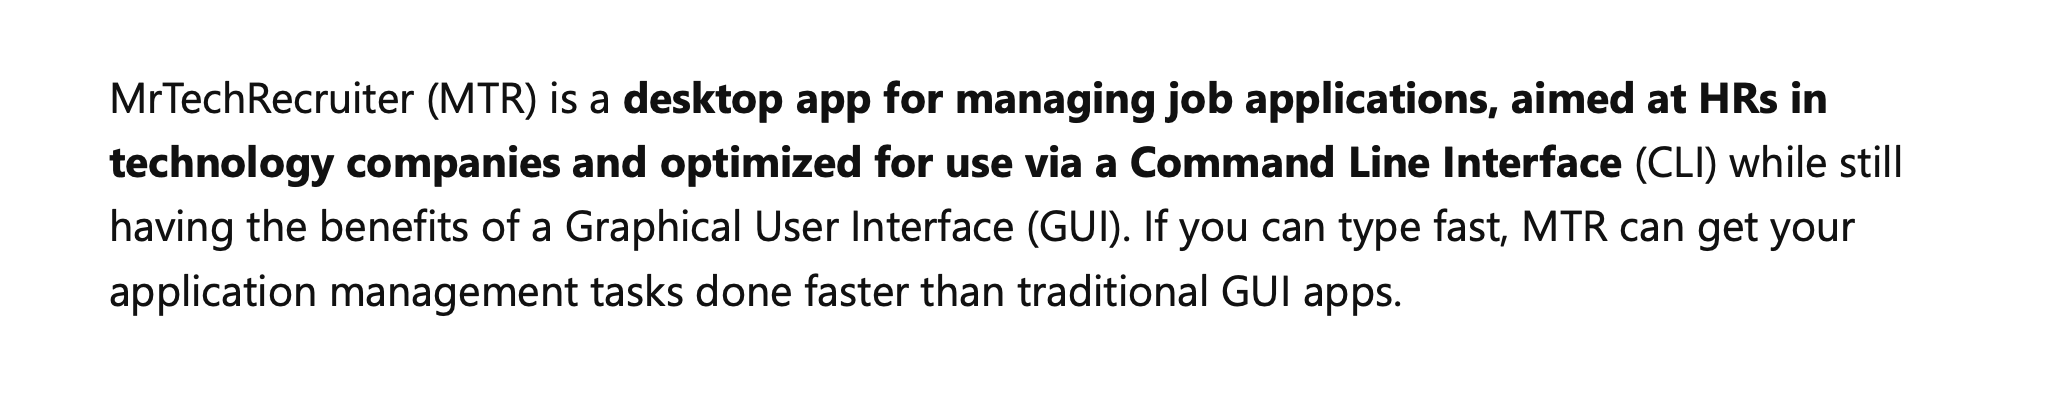 MrTechRecruiter (MTR) is a desktop app for managing job applications, aimed at HRs in
technology companies and optimized for use via a Command Line Interface (CLI) while still
having the benefits of a Graphical User Interface (GUI). If you can type fast, MTR can get your
application management tasks done faster than traditional GUI apps.